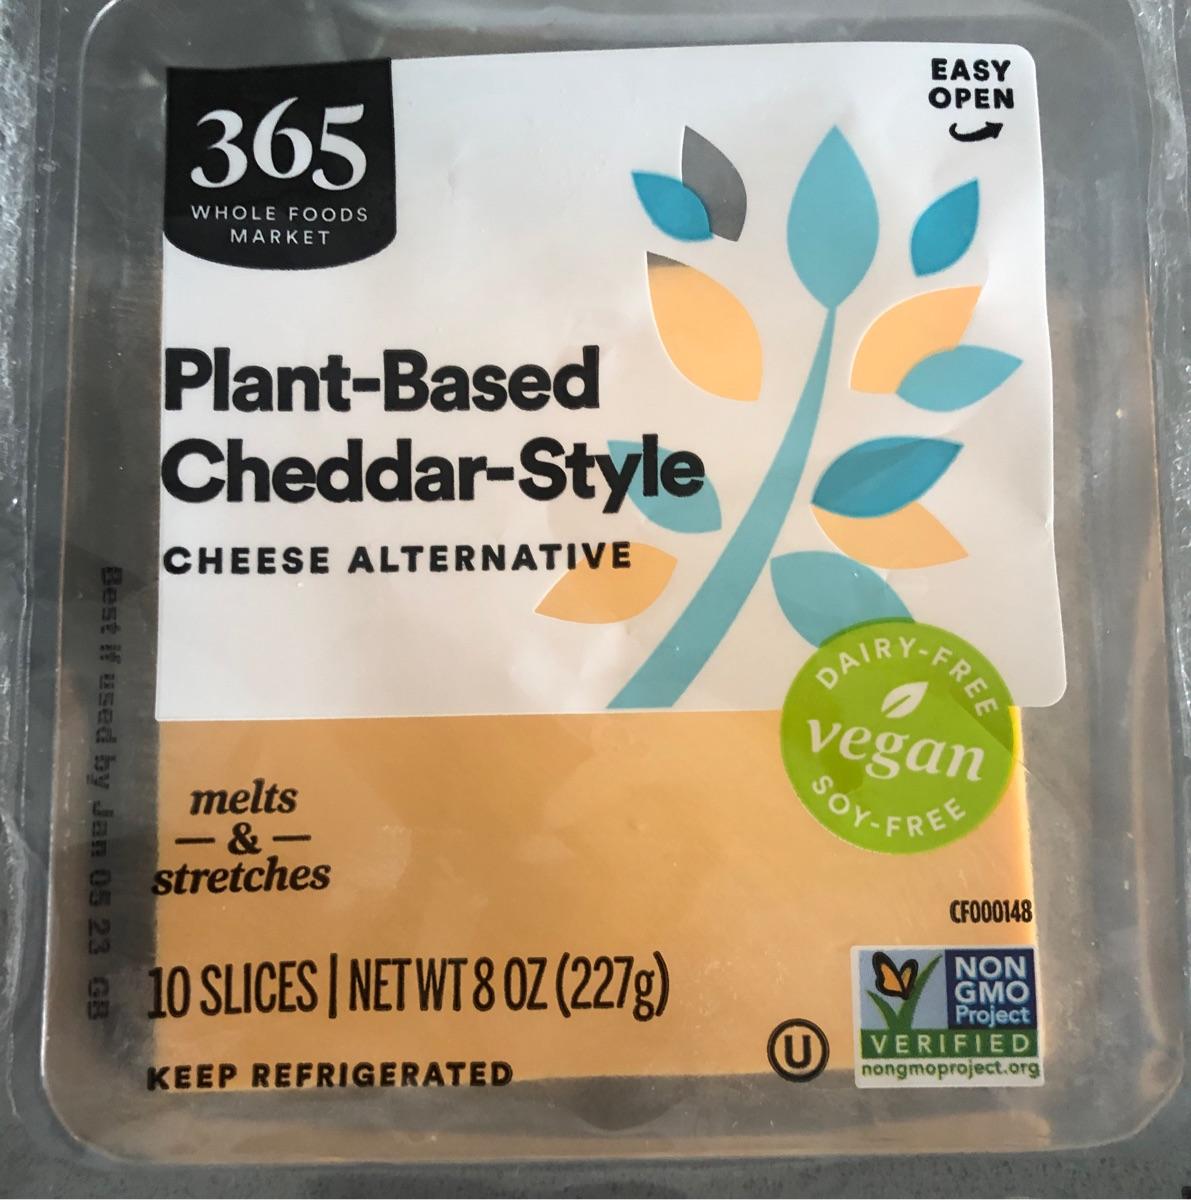 365
WHOLE FOODS
MARKET
EASY
OPEN
Plant-Based
Cheddar-Style
CHEESE ALTERNATIVE
DAIRY-FREE
vegan
SOY-FREE
melts
— & —
stretches
CF000148
10 SLICES | NET WT 8 OZ (227g)
KEEP REFRIGERATED
U
NON
GMO
Project
VERIFIED
nongmoproject.org
Best if used by Jan 05 23 GB